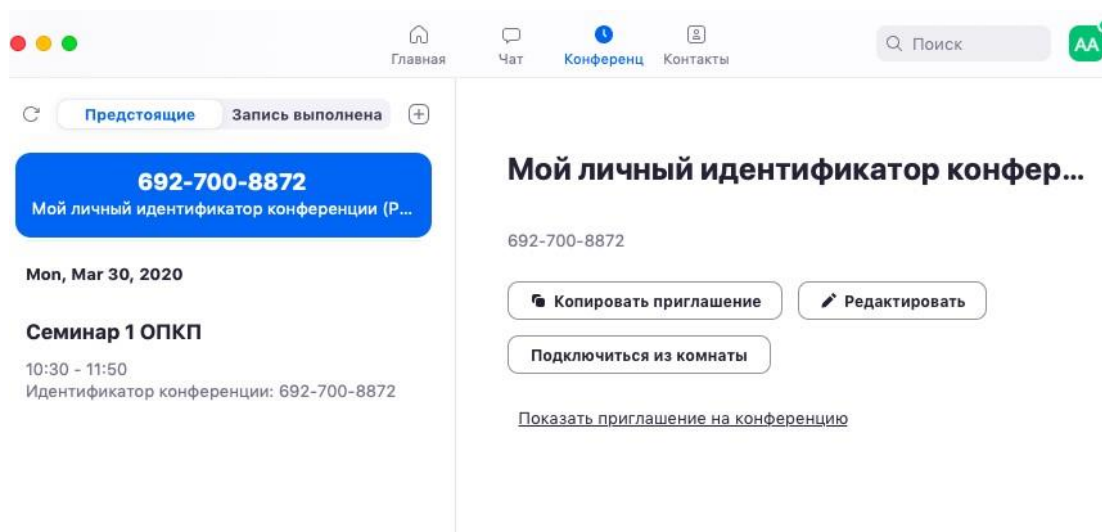 Главная
Чат
Конференц
Контакты
Поиск
AA
Предстоящие
Запись выполнена
692-700-8872
Мой личный идентификатор конференции (P...
Mon, Mar 30, 2020
Семинар 1 ОПКП
10:30 - 11:50
Идентификатор конференции: 692-700-8872
Мой личный идентификатор конфер...
692-700-8872
Копировать приглашение
Редактировать
Подключиться из комнаты
Показать приглашение на конференцию